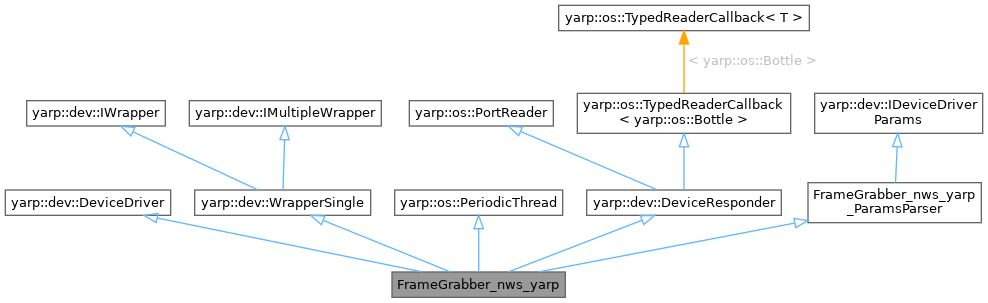 yarp::os::TypedReaderCallback< T >
< yarp::os::Bottle >
yarp::dev::IWrapper
yarp::dev::IMultipleWrapper
yarp::os::PortReader
yarp::os::TypedReaderCallback
< yarp::os::Bottle >
yarp::dev::IDeviceDriver
Params
yarp::dev::DeviceDriver
yarp::dev::WrapperSingle
yarp::os::PeriodicThread
yarp::dev::DeviceResponder
FrameGrabber_nws_yarp
_ParamsParser
FrameGrabber_nws_yarp